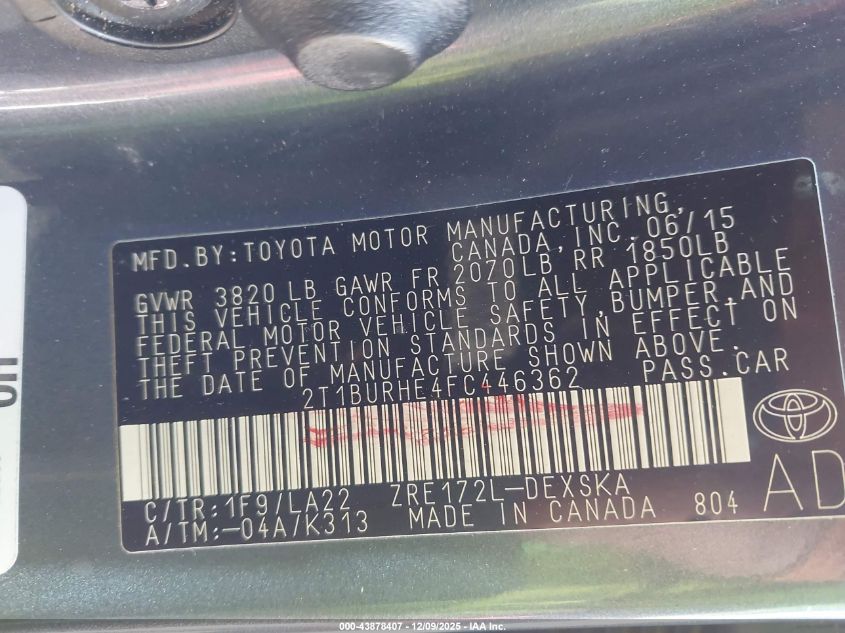 MFD.BY:TOYOTA MOTOR MANUFACTURING,
CANADA, INC. 06/15
GVWR 3820 LB GAWR FR 2070LB RR 1850LB
THIS VEHICLE CONFORMS TO ALL APPLICABLE
FEDERAL MOTOR VEHICLE SAFETY, BUMPER, AND
THEFT PREVENTION STANDARDS IN EFFECT ON
THE DATE OF MANUFACTURE SHOWN ABOVE.
2T1BURHE4FC446362 PASS.CAR
C/TR:1F9/LA22 ZRE172L-DEXSKA
A/TM:-04A/K313 MADE IN CANADA 804
AD
000-43878407 - 12/09/2025 - IAA Inc.